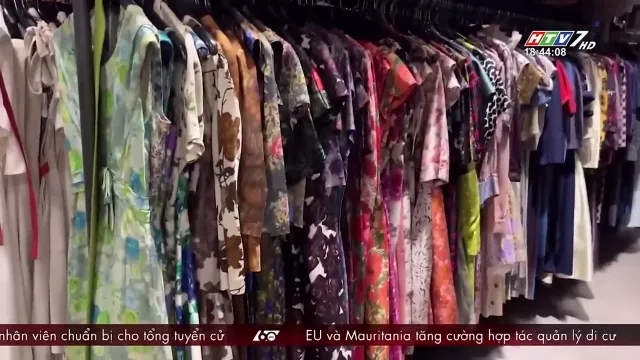 HTV7 HD
18:44:08
nhân viên chuẩn bị cho tổng tuyển cử 60 EU và Mauritania tăng cường hợp tác quản lý di cư